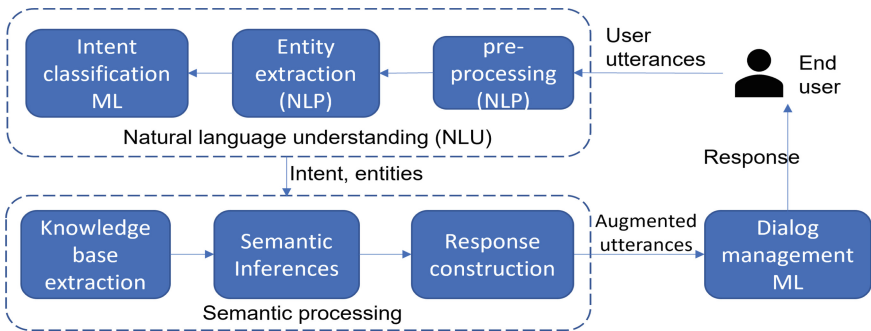 Intent
classification
ML
Entity
extraction
(NLP)
pre-
processing
(NLP)
User
utterances
End
user
Natural language understanding (NLU)
Intent, entities
Response
Knowledge
base
extraction
Semantic
Inferences
Response
construction
Augmented
utterances
Dialog
management
ML
Semantic processing